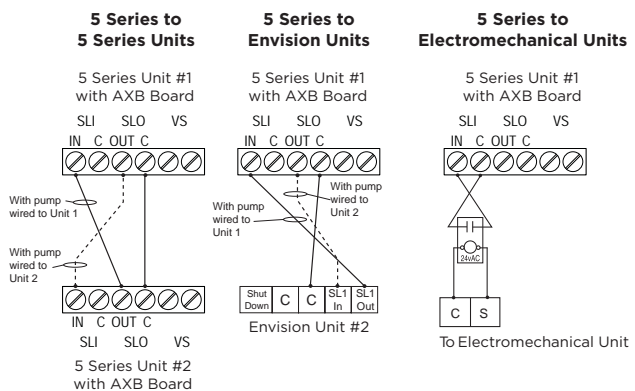 5 Series to
5 Series Units
5 Series Unit #1
with AXB Board
SLI SLO VS
IN C OUT C
With pump
wired to Unit 1
With pump
wired to
Unit 2
IN C OUT C
SLI SLO VS
5 Series Unit #2
with AXB Board
5 Series to
Envision Units
5 Series Unit #1
with AXB Board
SLI SLO VS
IN C OUT C
With pump
wired to
Unit 2
With pump
wired to
Unit 1
Shut
Down
C
C
SL1
In
SL1
Out
Envision Unit #2
5 Series to
Electromechanical Units
5 Series Unit #1
with AXB Board
SLI SLO VS
IN C OUT C
24vAC
C S
To Electromechanical Unit